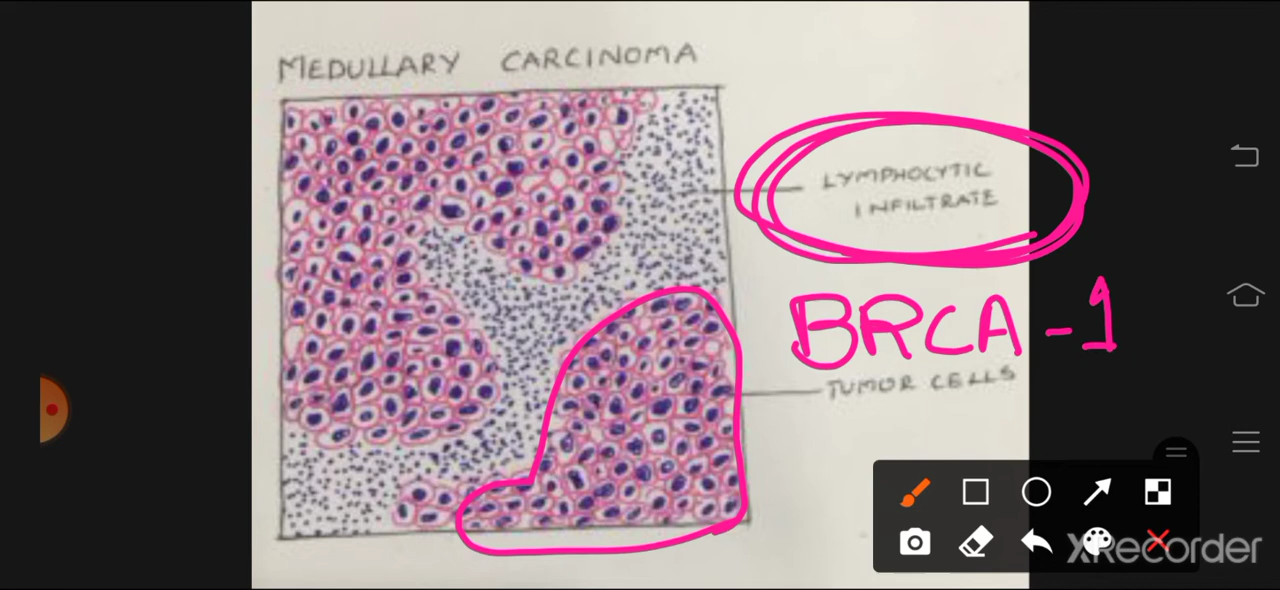 MEDULLARY CARCINOMA
LYMPHOCYTIC
INFILTRATE
BRCA-1
TUMOR CELLS
XRecorder